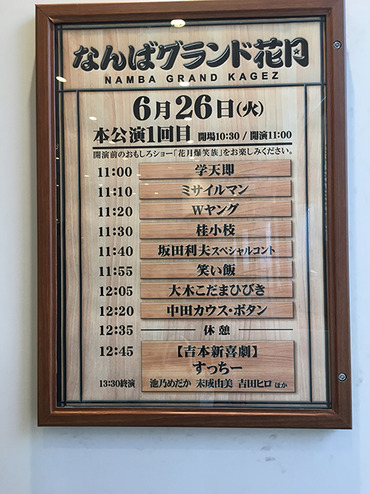 なんばグランド花月
NAMBA GRAND KAGEZ
6月26日(火)
本公演1回目 開場10:30 / 開演11:00
開演前のおもしろショー「花月爆笑族」をお楽しみください。
11:00 学天即
11:10 ミサイルマン
11:20 Wヤング
11:30 桂小枝
11:40 坂田利夫スペシャルコント
11:55 笑い飯
12:05 大木こだまひびき
12:20 中田カウス・ボタン
12:35 休憩
12:45 【吉本新喜劇】
すっちー
13:30終演 池乃めだか 末成由美 吉田ヒロ ほか